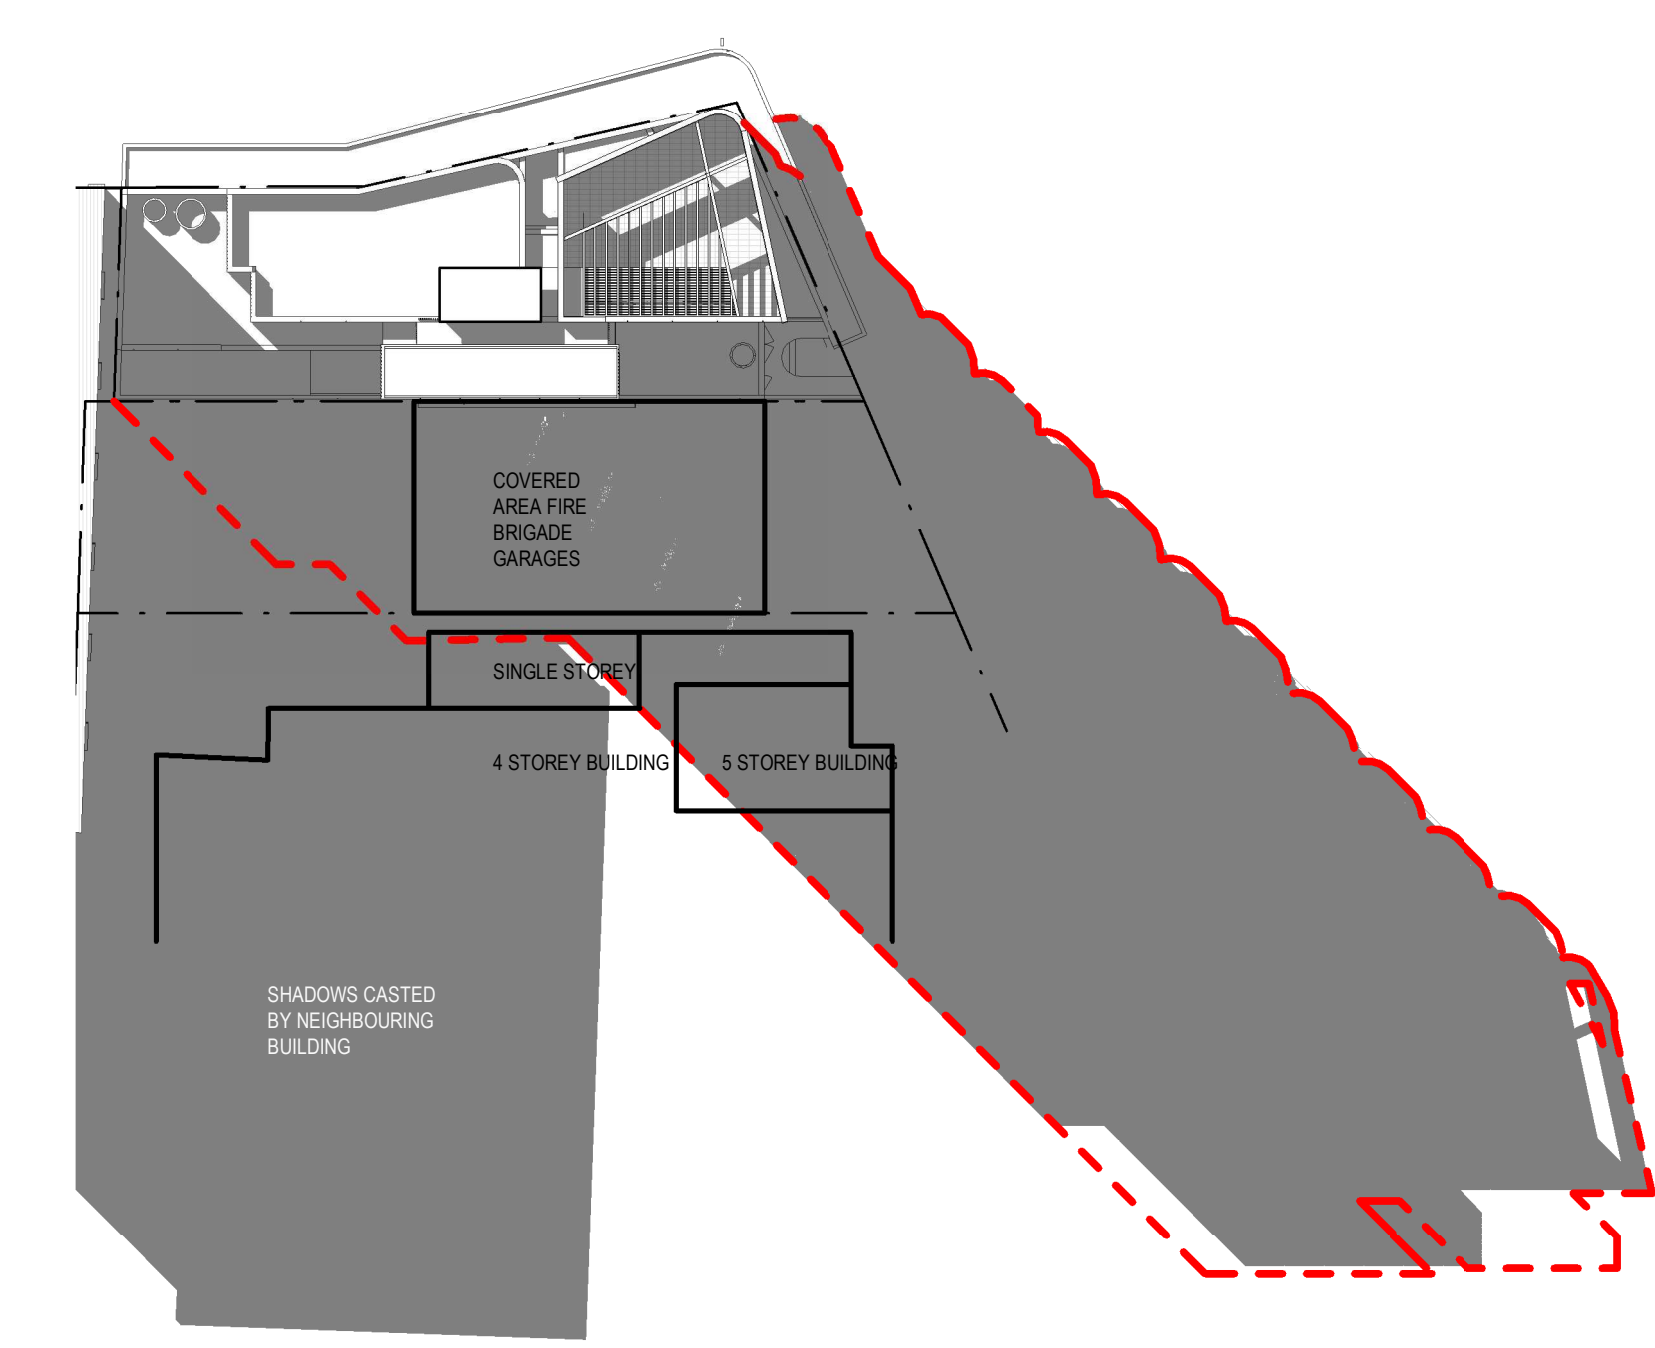 COVERED
AREA FIRE
BRIGADE
GARAGES
SINGLE STOREY
4 STOREY BUILDING
5 STOREY BUILDING
SHADOWS CASTED
BY NEIGHBOURING
BUILDING